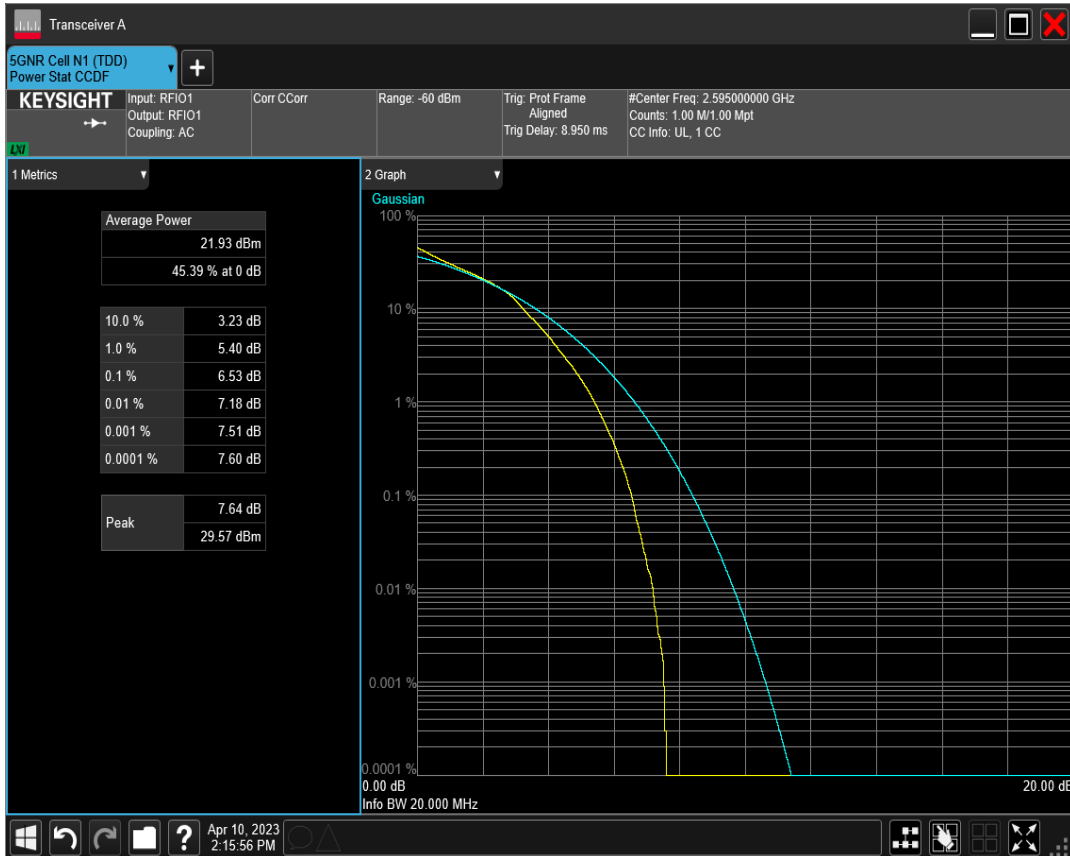 Transceiver A
5GNR Cell N1 (TDD)
Power Stat CCDF
+
KEYSIGHT
LXI
Input: RFIO1
Output: RFIO1
Coupling: AC
Corr CCorr
Range: -60 dBm
Trig: Prot Frame
Aligned
Trig Delay: 8.950 ms
#Center Freq: 2.595000000 GHz
Counts: 1.00 M/1.00 Mpt
CC Info: UL, 1 CC
1 Metrics
Average Power
21.93 dBm
45.39 % at 0 dB
10.0 % 3.23 dB
1.0 % 5.40 dB
0.1 % 6.53 dB
0.01 % 7.18 dB
0.001 % 7.51 dB
0.0001 % 7.60 dB
Peak
7.64 dB
29.57 dBm
2 Graph
Gaussian
100 %
10 %
1 %
0.1 %
0.01 %
0.001 %
0.0001 %
0.00 dB 20.00 dB
Info BW 20.000 MHz
?
Apr 10, 2023
2:15:56 PM